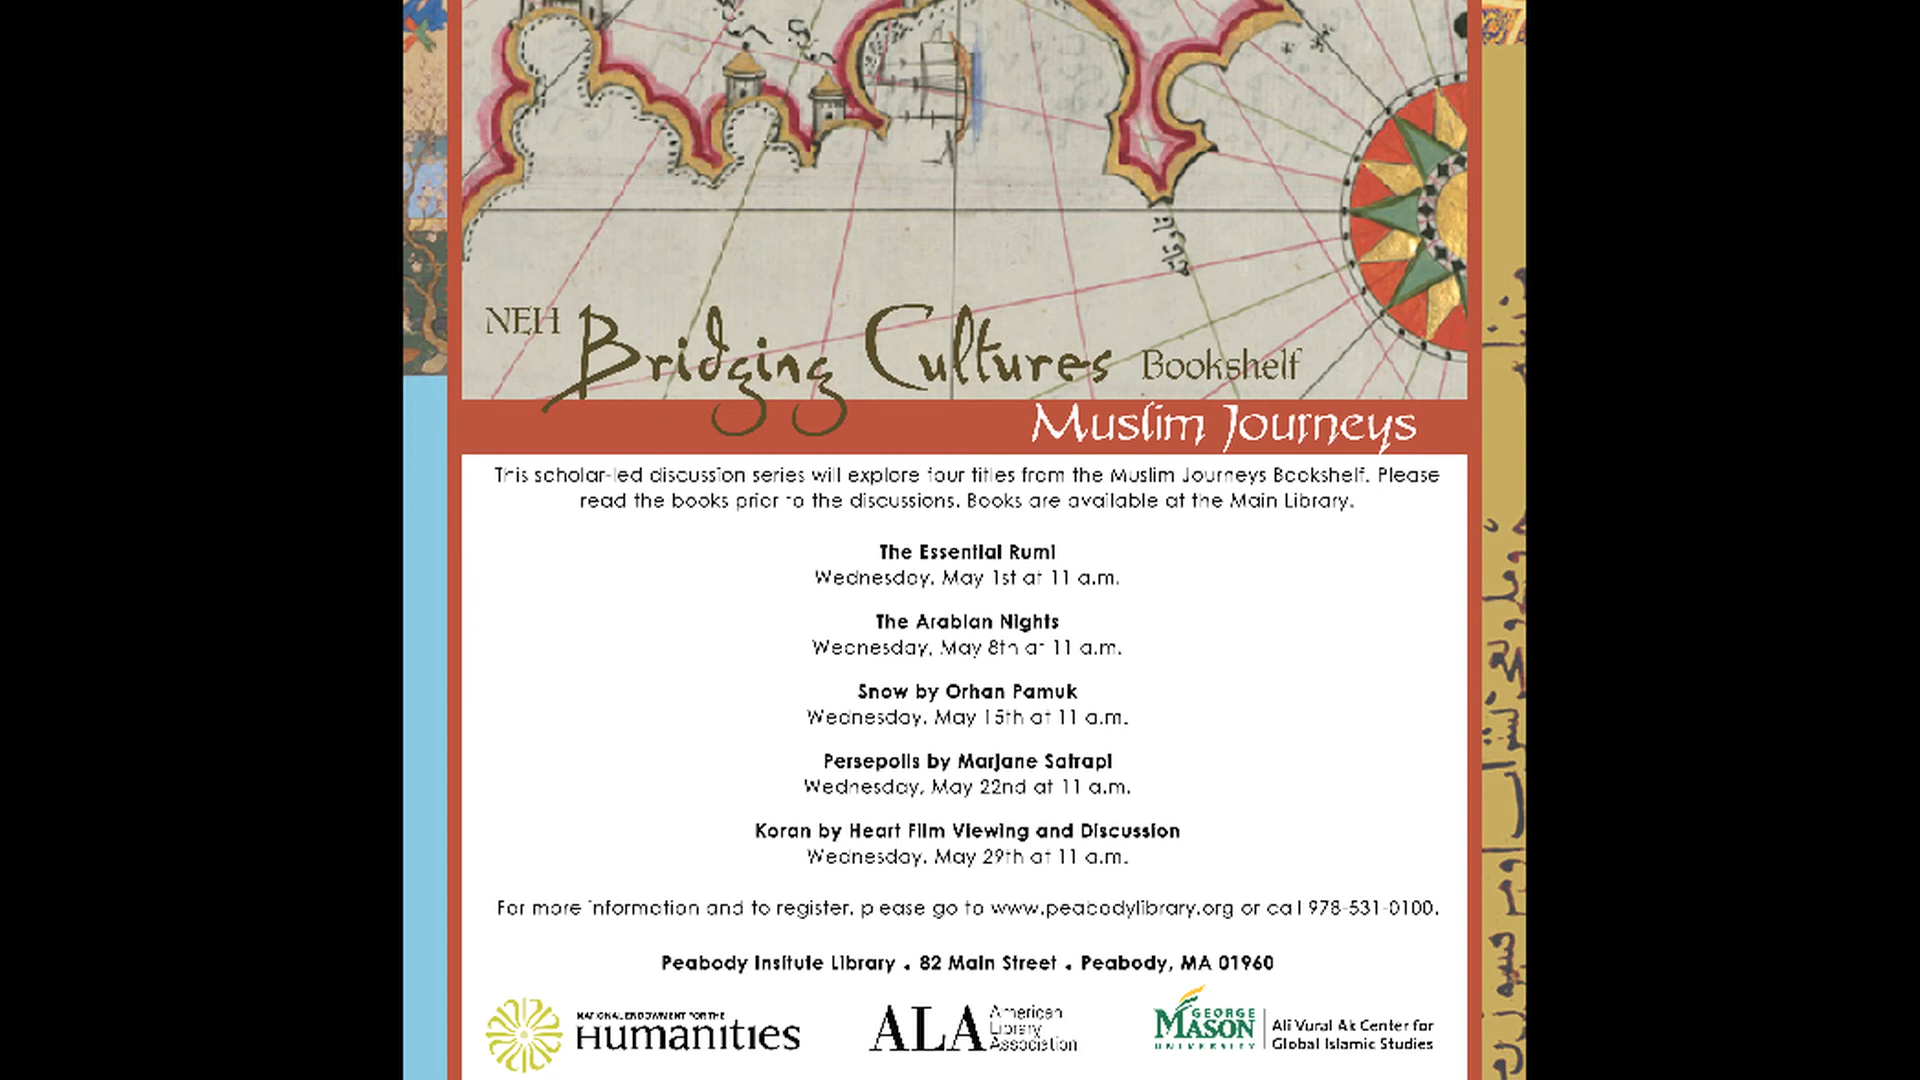 NEH Bridging Cultures Bookshelf
Muslim Journeys
This scholar-led discussion series will explore four titles from the Muslim Journeys Bookshelf. Please
read the books prior to the discussions. Books are available at the Main Library.
The Essential Rumi
Wednesday, May 1st at 11 a.m.
The Arabian Nights
Wednesday, May 8th at 11 a.m.
Snow by Orhan Pamuk
Wednesday, May 15th at 11 a.m.
Persepolis by Marjane Satrapi
Wednesday, May 22nd at 11 a.m.
Koran by Heart Film Viewing and Discussion
Wednesday, May 29th at 11 a.m.
For more information and to register, please go to www.peabodylibrary.org or call 978-531-0100.
Peabody Insitute Library . 82 Main Street . Peabody, MA 01960
NATIONAL ENDOWMENT FOR THE
Humanities
ALA American
Library
Association
GEORGE
MASON
UNIVERSITY
Ali Vural Ak Center for
Global Islamic Studies